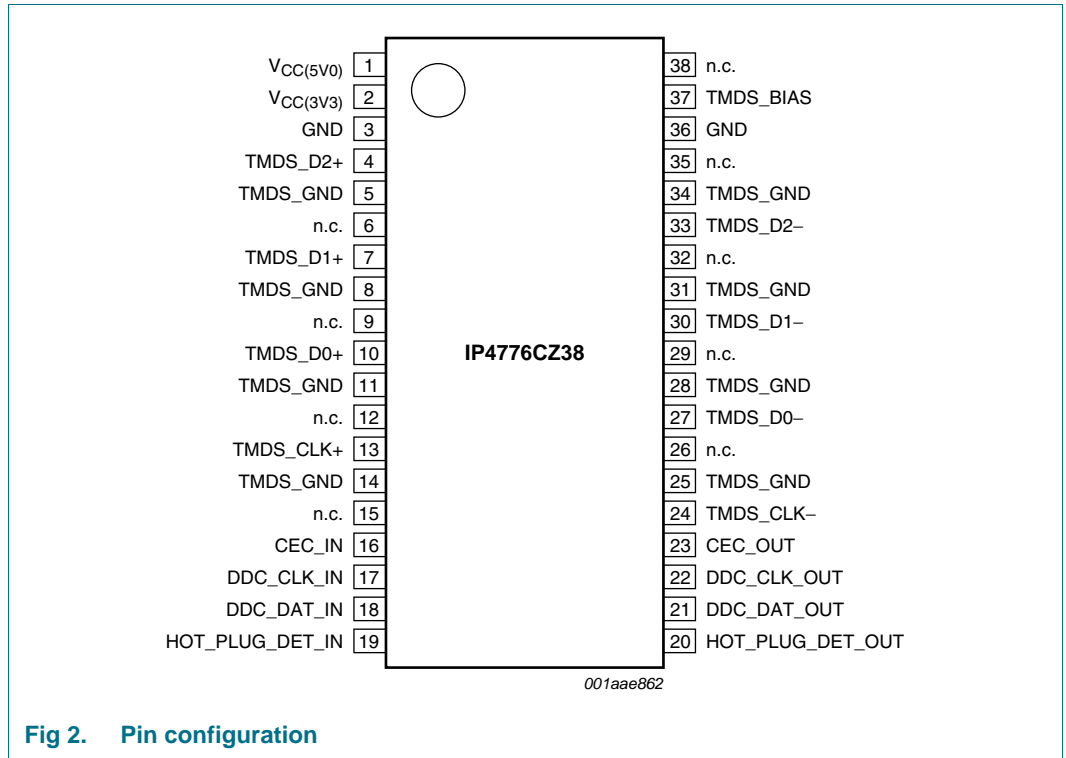 V_CC(5V0) 1 38 n.c.
V_CC(3V3) 2 37 TMDS_BIAS
GND 3 36 GND
TMDS_D2+ 4 35 n.c.
TMDS_GND 5 34 TMDS_GND
n.c. 6 33 TMDS_D2−
TMDS_D1+ 7 32 n.c.
TMDS_GND 8 31 TMDS_GND
n.c. 9 30 TMDS_D1−
TMDS_D0+ 10 IP4776CZ38 29 n.c.
TMDS_GND 11 28 TMDS_GND
n.c. 12 27 TMDS_D0−
TMDS_CLK+ 13 26 n.c.
TMDS_GND 14 25 TMDS_GND
n.c. 15 24 TMDS_CLK−
CEC_IN 16 23 CEC_OUT
DDC_CLK_IN 17 22 DDC_CLK_OUT
DDC_DAT_IN 18 21 DDC_DAT_OUT
HOT_PLUG_DET_IN 19 20 HOT_PLUG_DET_OUT
001aae862
Fig 2. Pin configuration